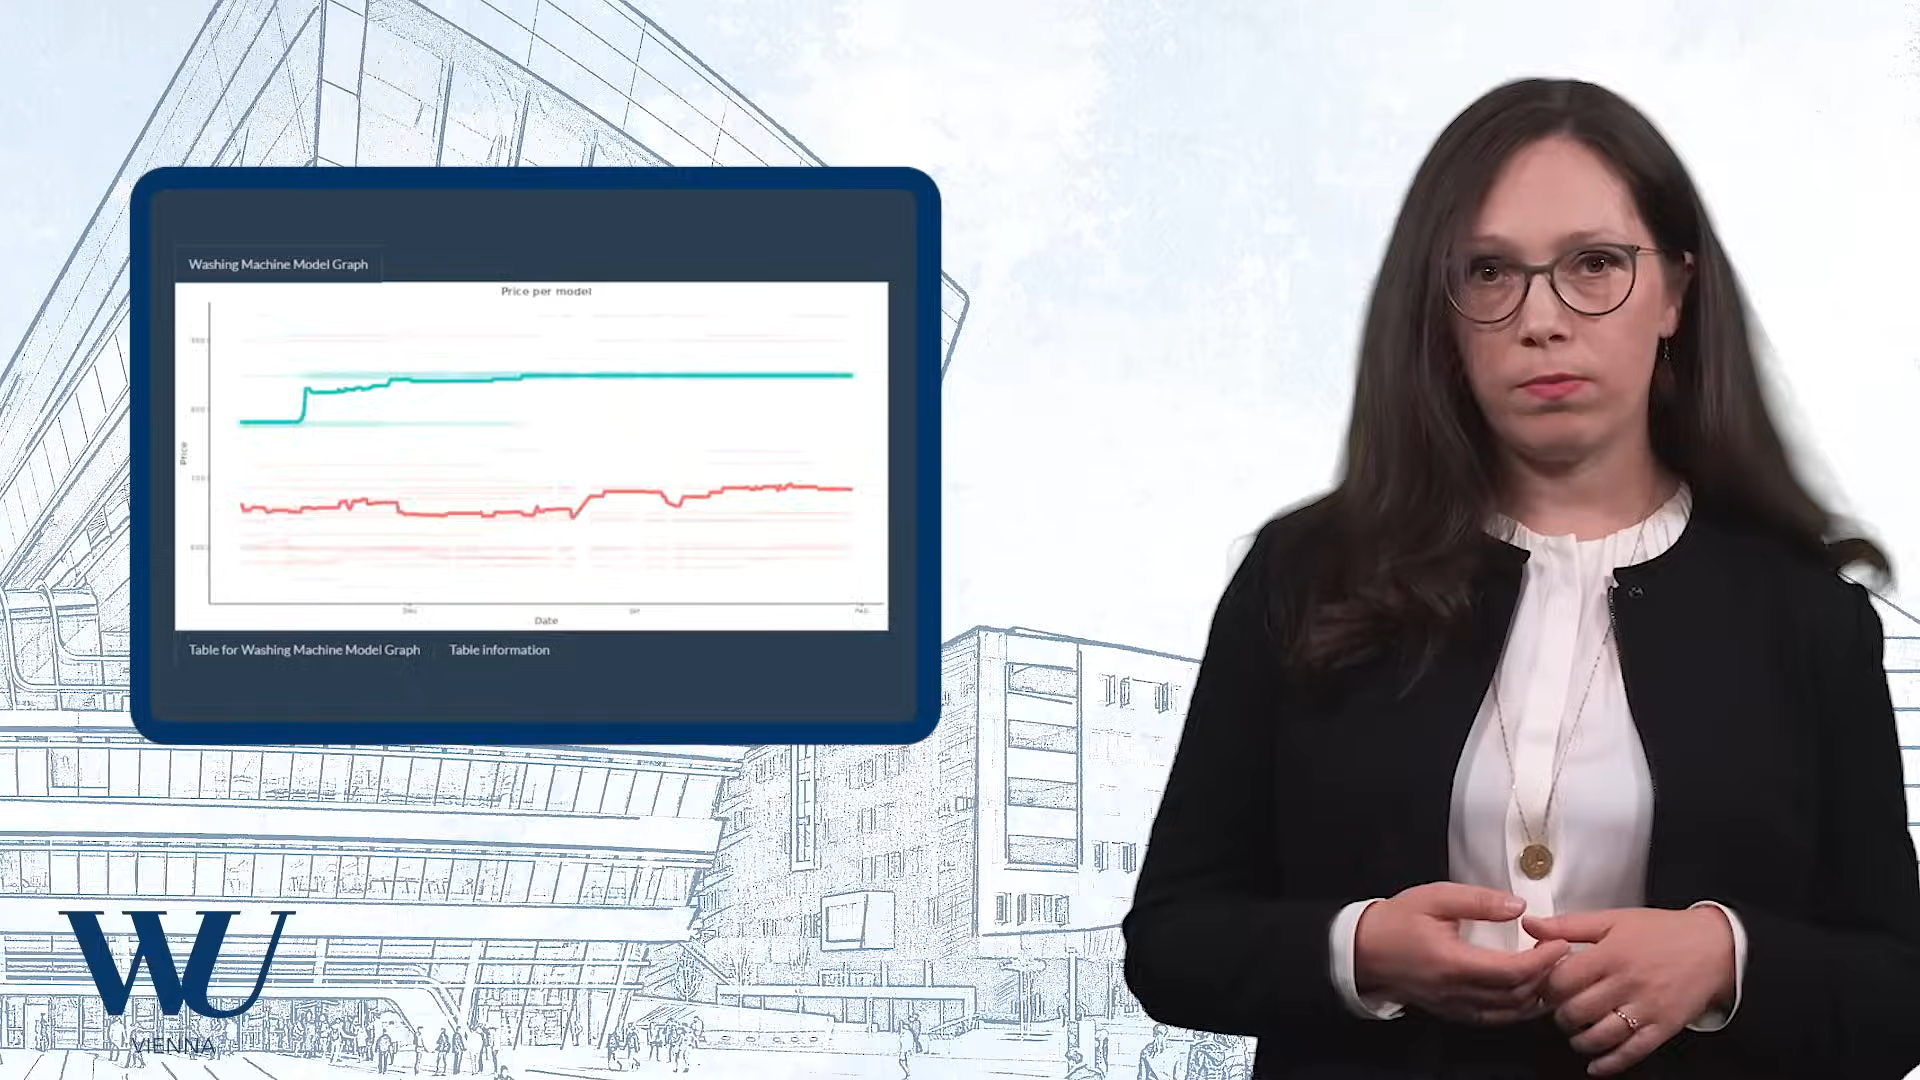 Washing Machine Model Graph
Price per model
Price
Date
Table for Washing Machine Model Graph Table information
WU
VIENNA